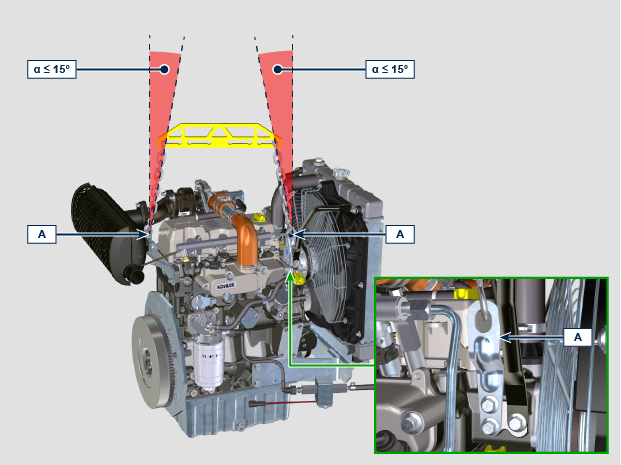 α ≤ 15°
α ≤ 15°
A
A
KOHLER
A